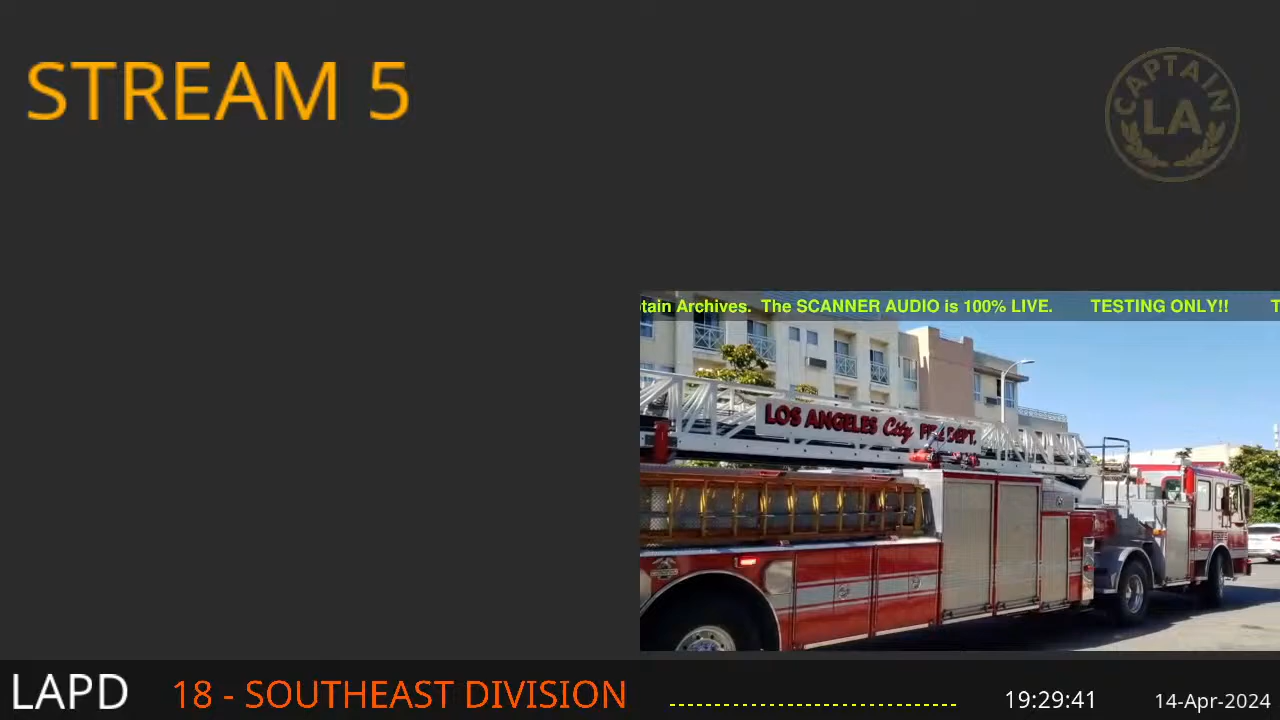 STREAM 5
CAPTAIN
LA
tain Archives. The SCANNER AUDIO is 100% LIVE. TESTING ONLY!! T
LOS ANGELES City FIRE DEPT.
LAPD 18 - SOUTHEAST DIVISION 19:29:41 14-Apr-2024